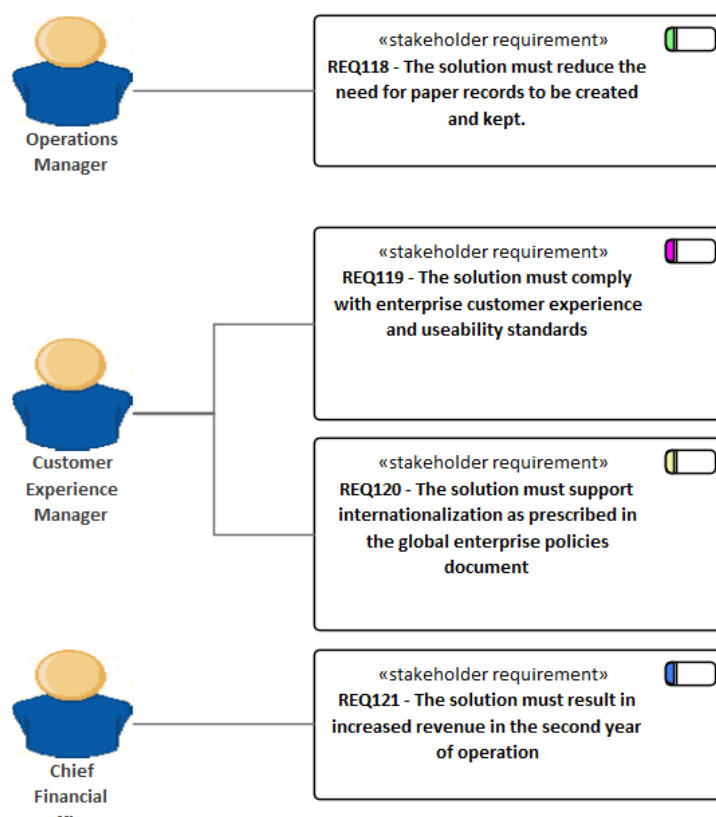 «stakeholder requirement»
REQ118 - The solution must reduce the
need for paper records to be created
and kept.
Operations
Manager
«stakeholder requirement»
REQ119 - The solution must comply
with enterprise customer experience
and useability standards
Customer
Experience
Manager
«stakeholder requirement»
REQ120 - The solution must support
internationalization as prescribed in
the global enterprise policies
document
«stakeholder requirement»
REQ121 - The solution must result in
increased revenue in the second year
of operation
Chief
Financial